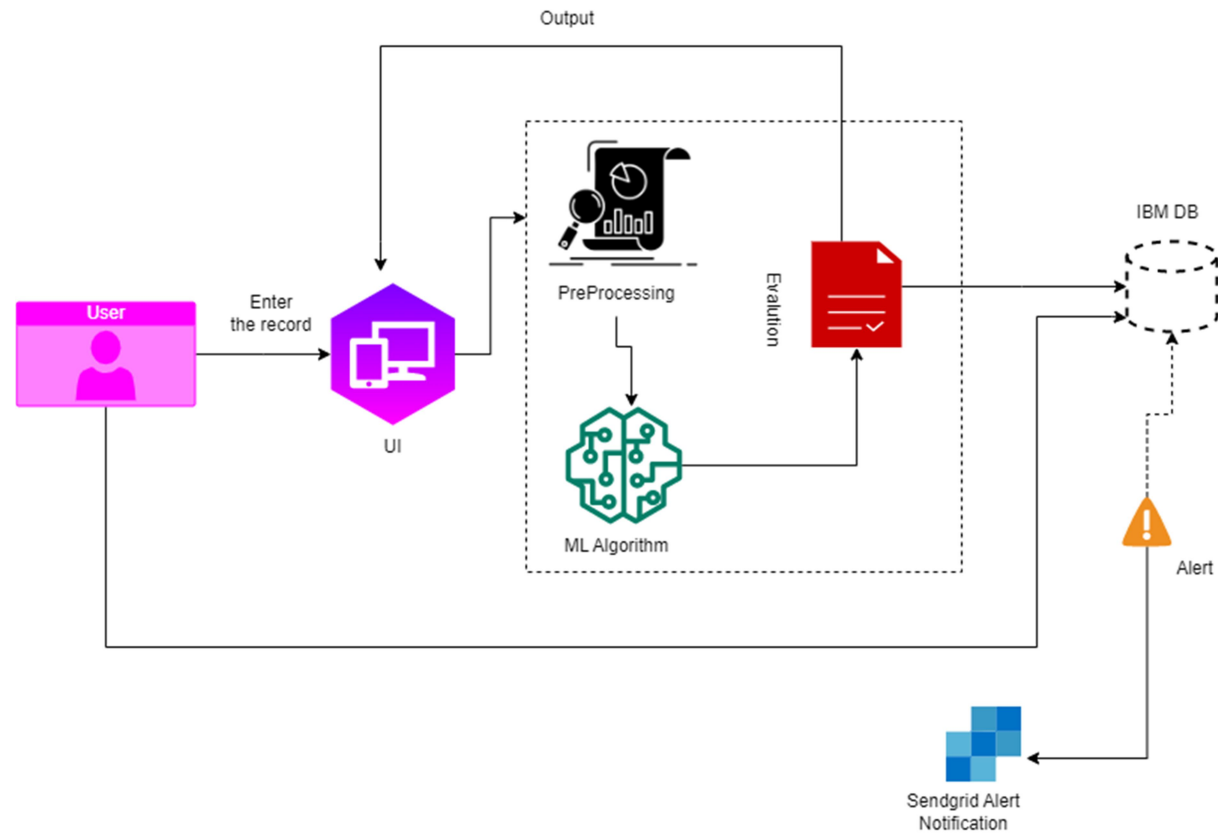 Output
IBM DB
User
Enter
the record
PreProcessing
Evalution
UI
ML Algorithm
Alert
Sendgrid Alert
Notification